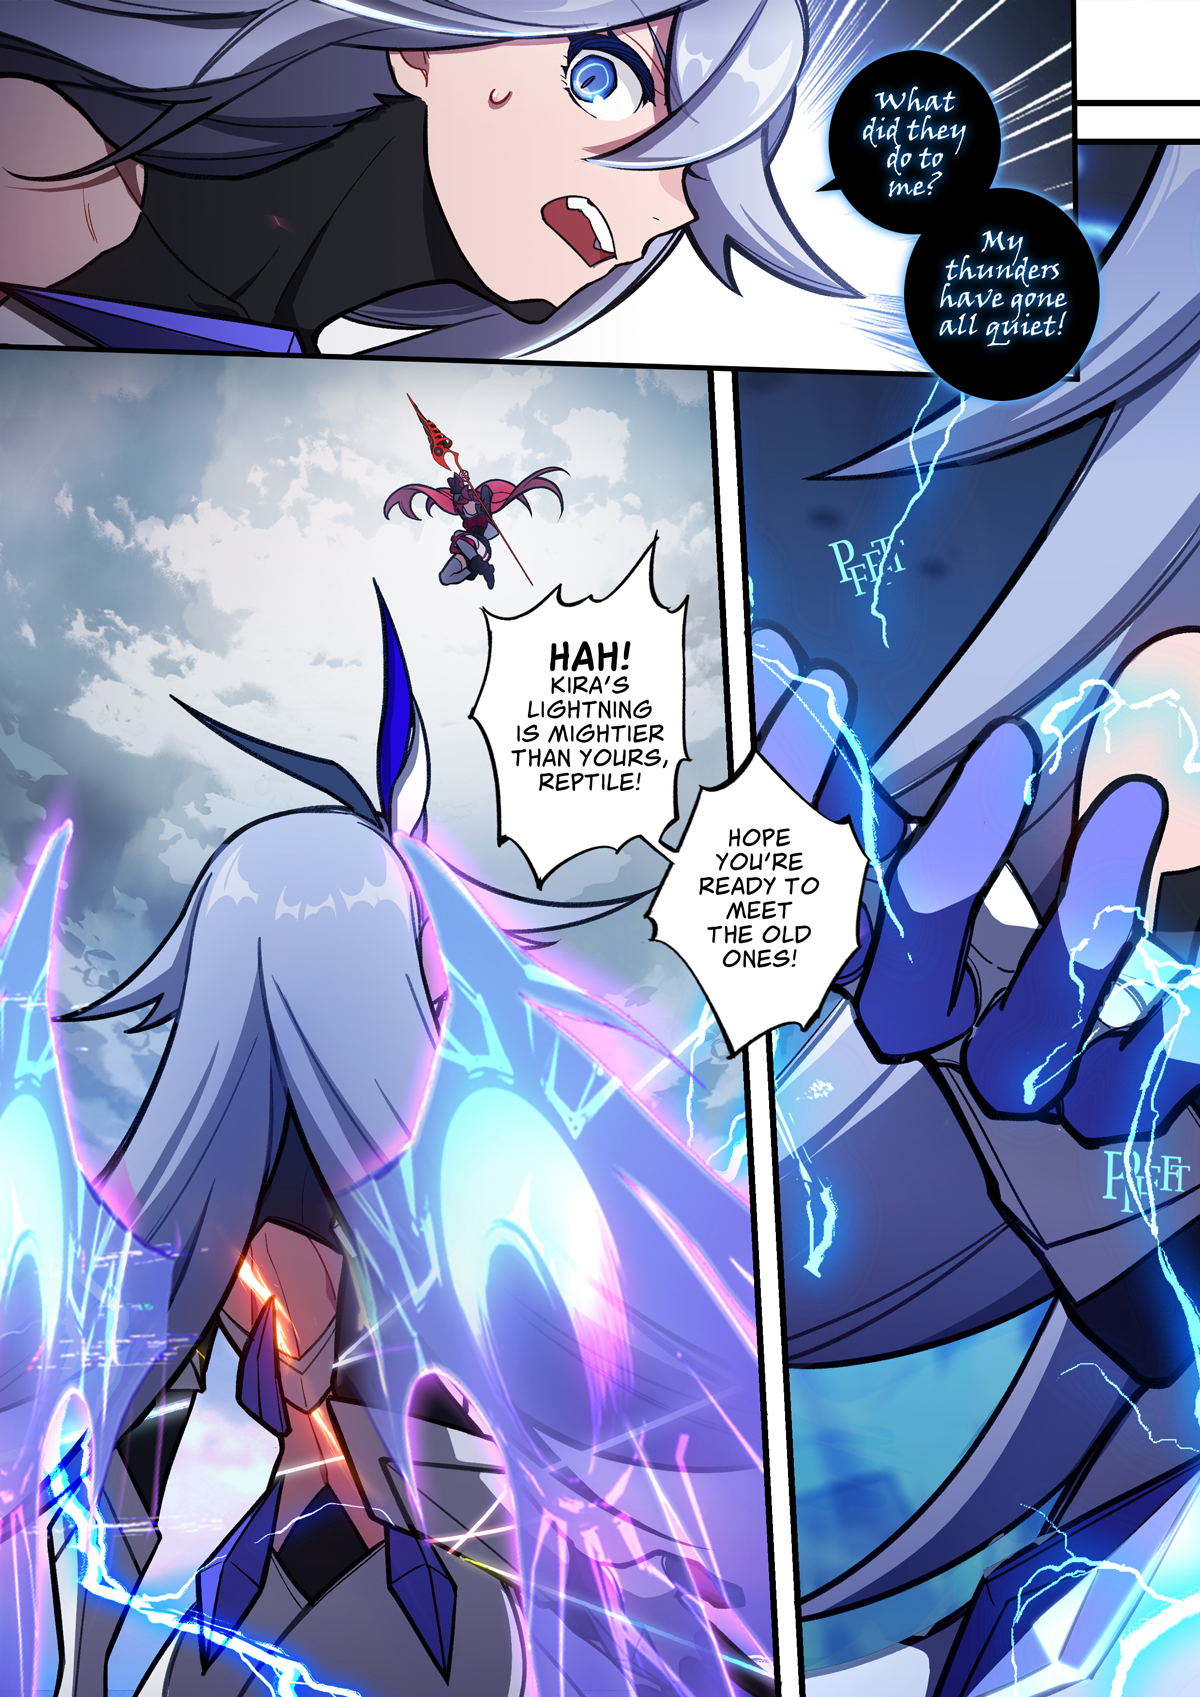 What
did they
do to
me?
My
thunders
have gone
all quiet!
PFFFT
HAH!
KIRA'S
LIGHTNING
IS MIGHTIER
THAN YOURS,
REPTILE!
HOPE
YOU'RE
READY TO
MEET
THE OLD
ONES!
PFFFT